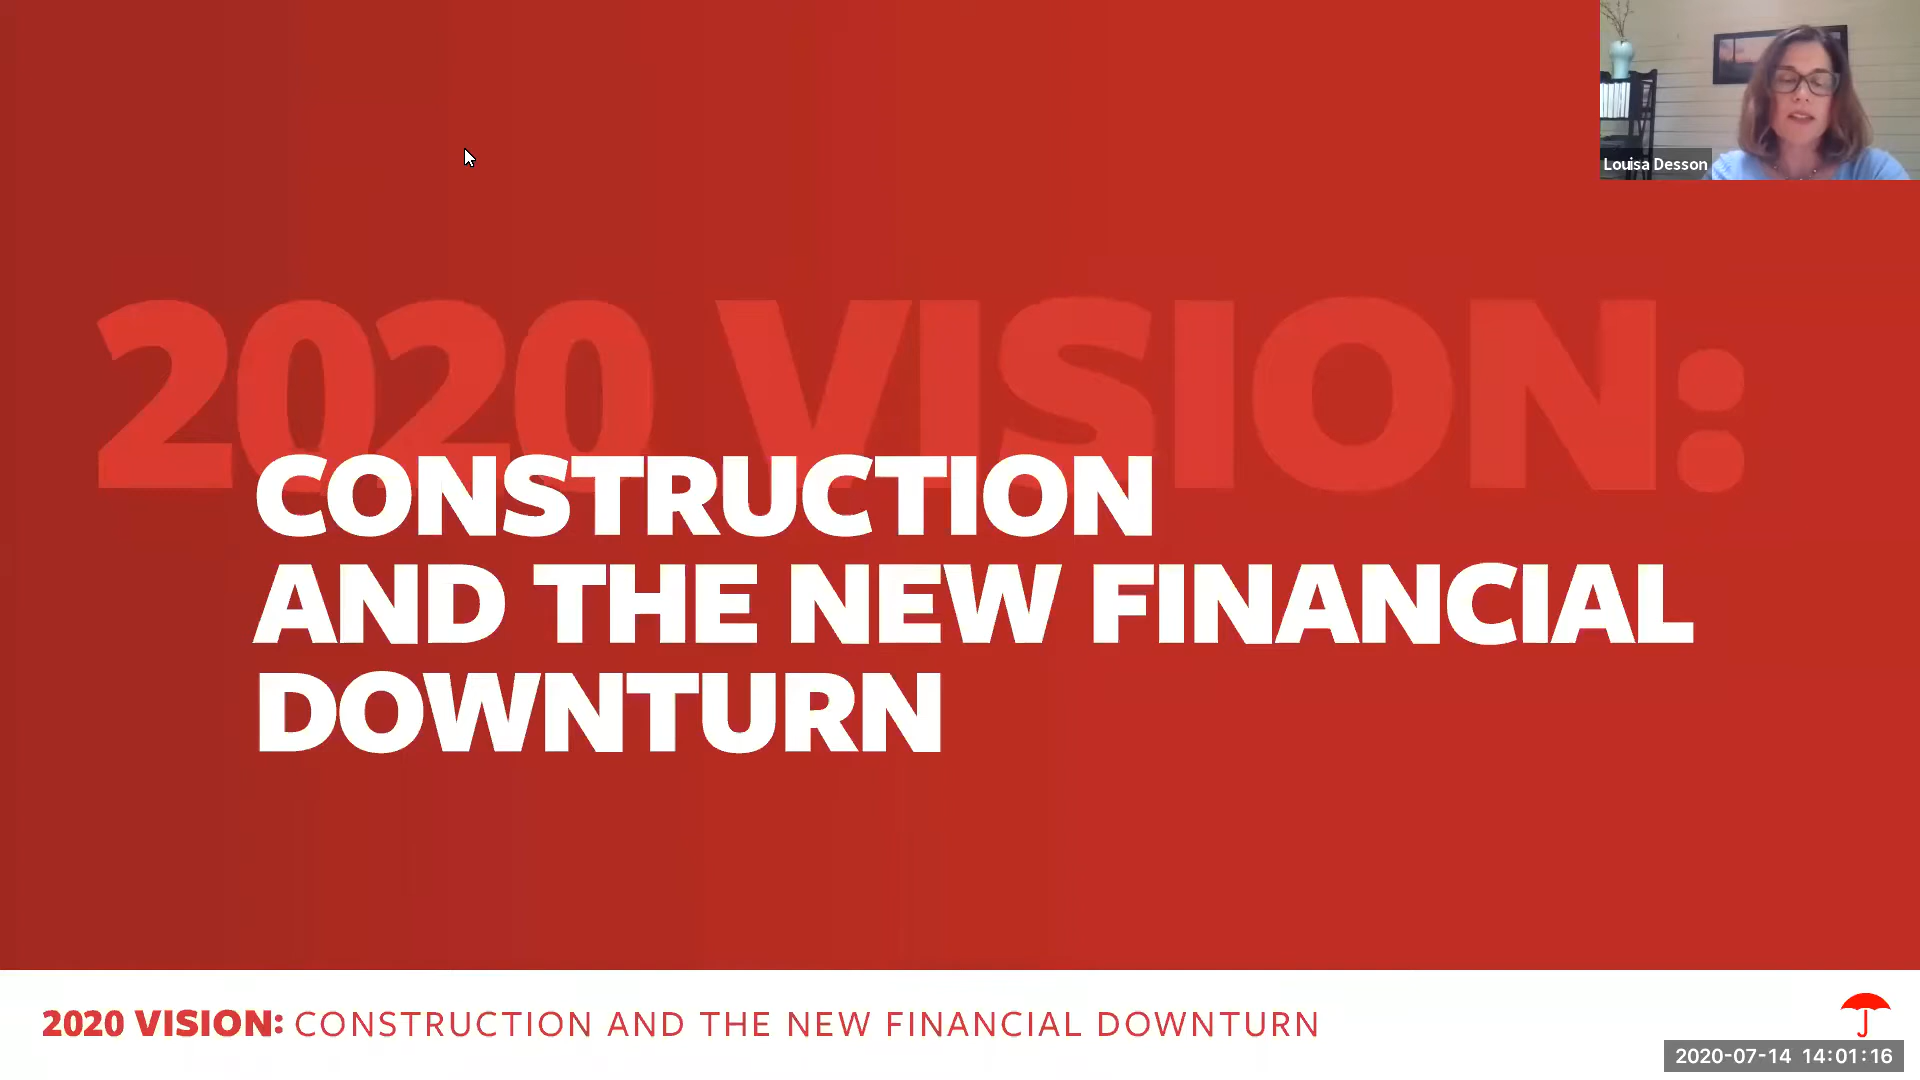 Louisa Desson
2020 VISION:
CONSTRUCTION
AND THE NEW FINANCIAL
DOWNTURN
2020 VISION: CONSTRUCTION AND THE NEW FINANCIAL DOWNTURN
2020-07-14 14:01:16